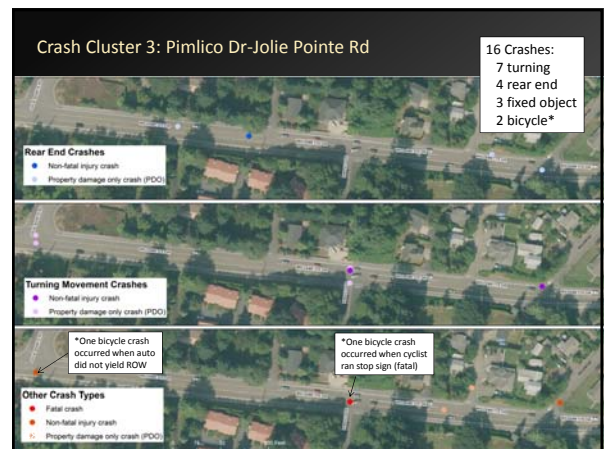 Crash Cluster 3: Pimlico Dr-Jolie Pointe Rd
16 Crashes:
7 turning
4 rear end
3 fixed object
2 bicycle*
Rear End Crashes
Non-fatal injury crash
Property damage only crash (PDO)
Turning Movement Crashes
Non-fatal injury crash
Property damage only crash (PDO)
*One bicycle crash
occurred when auto
did not yield ROW
*One bicycle crash
occurred when cyclist
ran stop sign (fatal)
Other Crash Types
Fatal crash
Non-fatal injury crash
Property damage only crash (PDO)